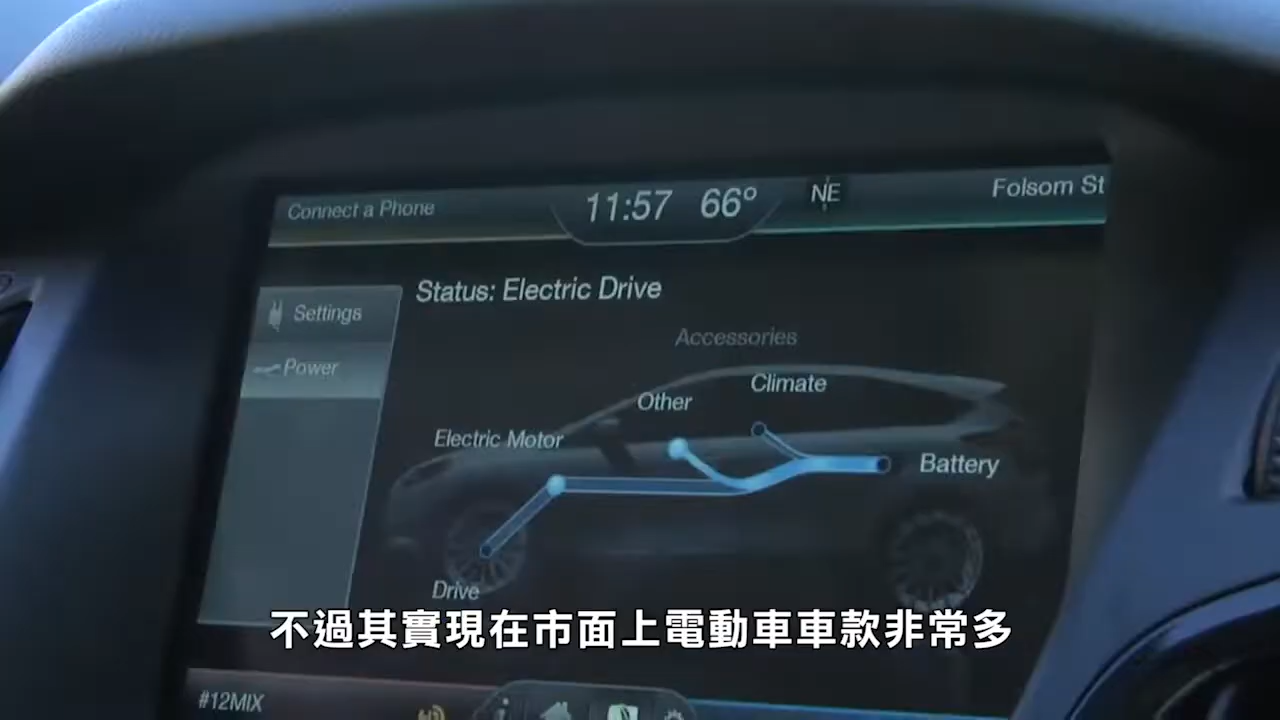 Connect a Phone
11:57 66°
NE
Folsom St
Settings
Power
Status: Electric Drive
Accessories
Climate
Other
Electric Motor
Battery
Drive
不過其實現在市面上電動車車款非常多
#12MIX